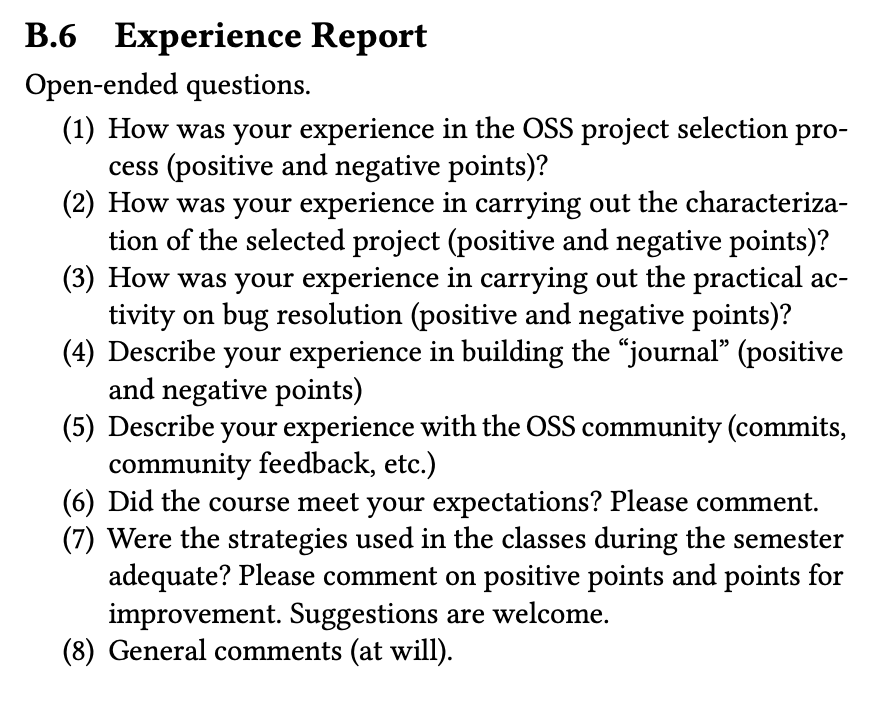 B.6 Experience Report
Open-ended questions.
(1) How was your experience in the OSS project selection pro-
cess (positive and negative points)?
(2) How was your experience in carrying out the characteriza-
tion of the selected project (positive and negative points)?
(3) How was your experience in carrying out the practical ac-
tivity on bug resolution (positive and negative points)?
(4) Describe your experience in building the “journal” (positive
and negative points)
(5) Describe your experience with the OSS community (commits,
community feedback, etc.)
(6) Did the course meet your expectations? Please comment.
(7) Were the strategies used in the classes during the semester
adequate? Please comment on positive points and points for
improvement. Suggestions are welcome.
(8) General comments (at will).